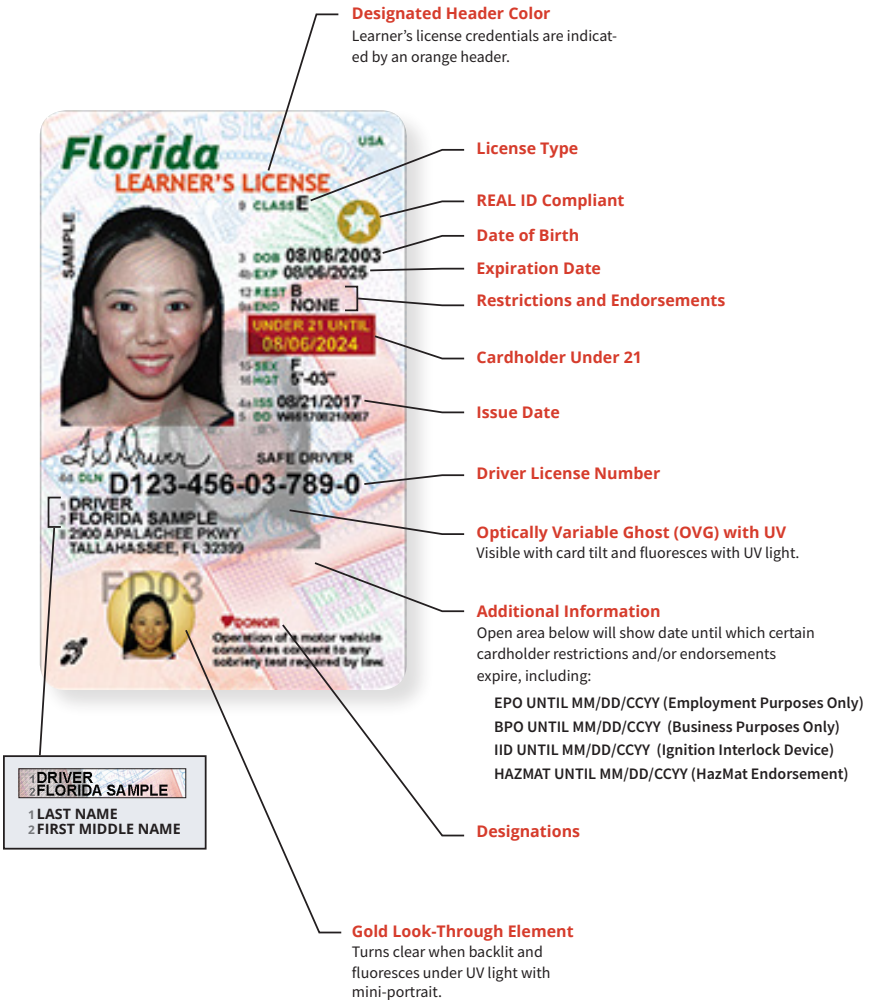 Designated Header Color
Learner's license credentials are indicat-
ed by an orange header.
Florida
USA
LEARNER'S LICENSE
9 CLASS E
SAMPLE
3 DOB 08/06/2003
4b EXP 08/06/2025
12 REST B
9a END NONE
UNDER 21 UNTIL
08/06/2024
15 SEX F
16 HGT 5'-03"
4a ISS 08/21/2017
5 DD W651708210087
SAFE DRIVER
4d DLN D123-456-03-789-0
1 DRIVER
2 FLORIDA SAMPLE
8 2900 APALACHEE PKWY
TALLAHASSEE, FL 32399
FD03
DONOR
Operation of a motor vehicle
constitutes consent to any
sobriety test required by law.
License Type
REAL ID Compliant
Date of Birth
Expiration Date
Restrictions and Endorsements
Cardholder Under 21
Issue Date
Driver License Number
Optically Variable Ghost (OVG) with UV
Visible with card tilt and fluoresces with UV light.
Additional Information
Open area below will show date until which certain
cardholder restrictions and/or endorsements
expire, including:
EPO UNTIL MM/DD/CCYY (Employment Purposes Only)
BPO UNTIL MM/DD/CCYY (Business Purposes Only)
IID UNTIL MM/DD/CCYY (Ignition Interlock Device)
HAZMAT UNTIL MM/DD/CCYY (HazMat Endorsement)
1 DRIVER
2 FLORIDA SAMPLE
1 LAST NAME
2 FIRST MIDDLE NAME
Designations
Gold Look-Through Element
Turns clear when backlit and
fluoresces under UV light with
mini-portrait.